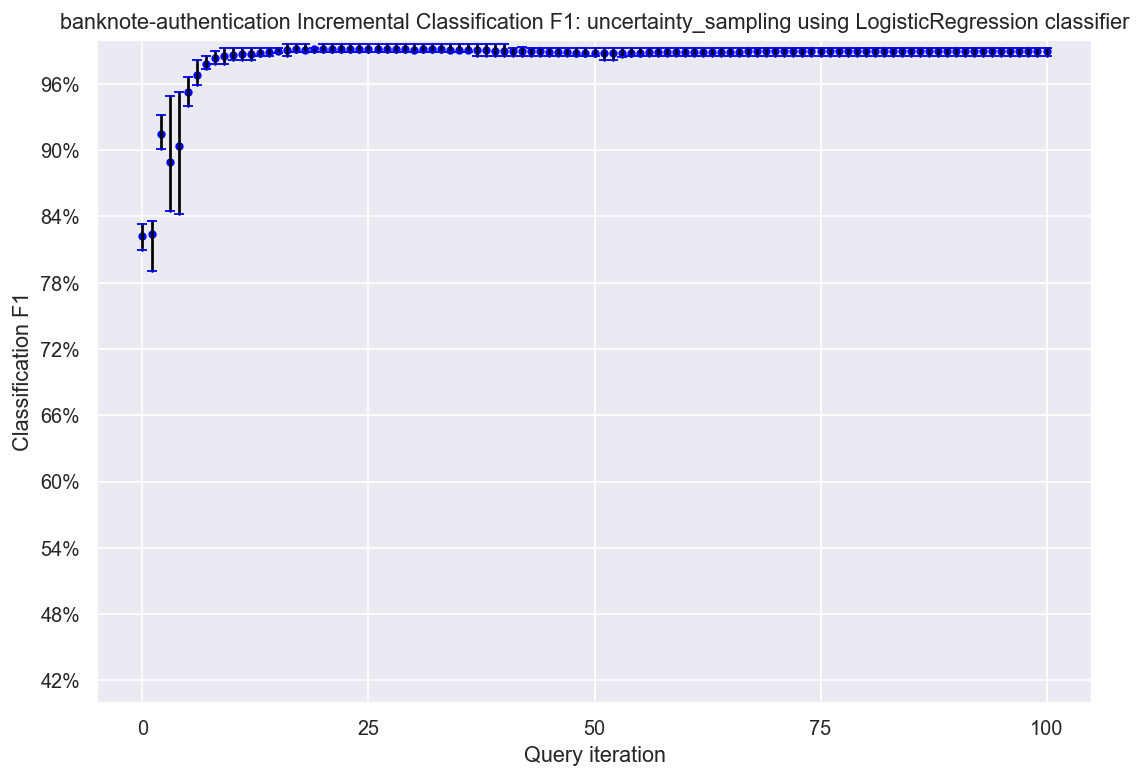 banknote-authentication Incremental Classification F1: uncertainty_sampling using LogisticRegression classifier
96%
90%
84%
78%
72%
66%
60%
54%
48%
42%
Classification F1
0 25 50 75 100
Query iteration